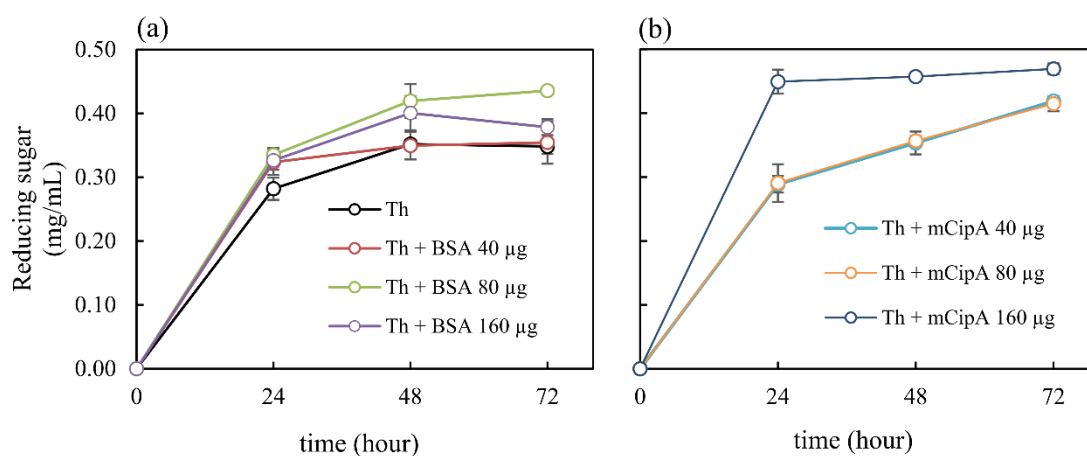 (a)
Reducing sugar
(mg/mL)
0.50
0.40
0.30
0.20
0.10
0.00
Th
Th + BSA 40 µg
Th + BSA 80 µg
Th + BSA 160 µg
0 24 48 72
time (hour)
(b)
Th + mCipA 40 µg
Th + mCipA 80 µg
Th + mCipA 160 µg
0 24 48 72
time (hour)